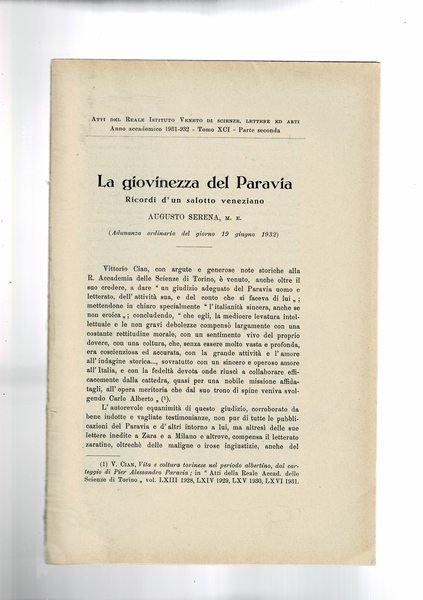 Atti del Reale Istituto Veneto di scienze, lettere ed arti
Anno accademico 1931-932 - Tomo XCI - Parte seconda
La giovinezza del Paravia
Ricordi d'un salotto veneziano
AUGUSTO SERENA, m. e.
(Adunanza ordinaria del giorno 19 giugno 1932)
Vittorio Cian, con argute e generose note storiche alla
R. Accademia delle Scienze di Torino, è venuto, anche oltre il
suo credere, a dare " un giudizio adeguato del Paravia uomo e
letterato, dell'attività sua, e del conto che si faceva di lui „;
mettendone in chiaro specialmente " l'italianità sincera, anche se
non eroica „; concludendo, " che egli, la mediocre levatura intel-
lettuale e le non gravi debolezze compensò largamente con una
costante rettitudine morale, con un sentimento vivo del proprio
dovere, con una coltura, che, senza essere molto vasta e profonda,
era coscienziosa ed accurata, con la grande attività e l'amore
all'indagine storica..., sovratutto con un sincero e operoso amore
all'Italia, e con la fedeltà devota onde riuscì a collaborare effi-
cacemente dalla cattedra, quasi per una nobile missione affida-
tagli, all'opera meritoria che dal suo trono di spine veniva svol-
gendo Carlo Alberto „ (¹).
L'autorevole equanimità di questo giudizio, corroborato da
bene indotte e vagliate testimonianze, non pur di tutte le pubbli-
cazioni del Paravia e d'altri intorno a lui, ma altresì delle sue
lettere inedite a Zara e a Milano e altrove, compensa il letterato
zaratino, oltrechè delle maligne o irose ingiustizie, anche del
(1) V. Cian, Vita e coltura torinese nel periodo albertino, dal car-
teggio di Pier Alessandro Paravia; in " Atti della Reale Accad. delle
Scienze di Torino „ vol. LXIII 1928, LXIV 1929, LXV 1930, LXVI 1931.